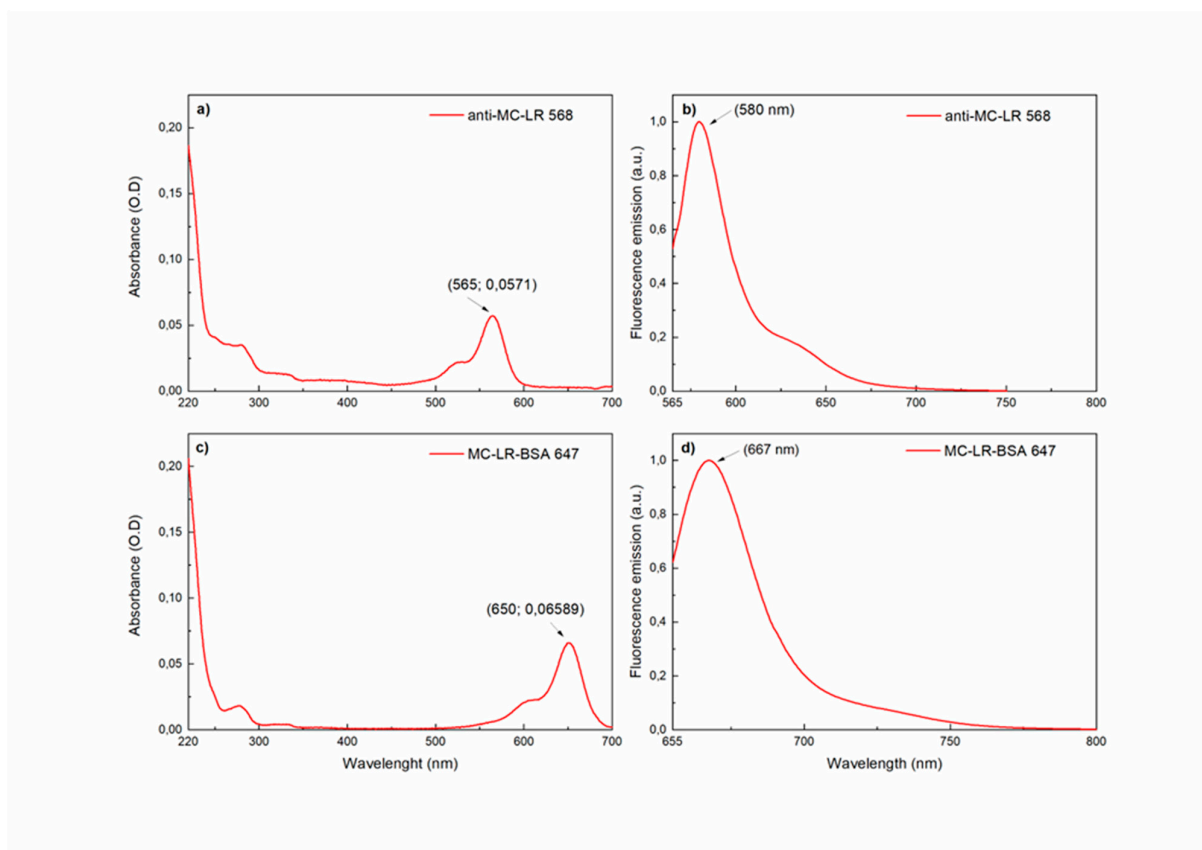 a)
anti-MC-LR 568
(565; 0,0571)
Absorbance (O.D)
0,20
0,15
0,10
0,05
0,00
220 300 400 500 600 700
b)
(580 nm)
anti-MC-LR 568
Fluorescence emission (a.u.)
1,0
0,8
0,6
0,4
0,2
0,0
565 600 650 700 750 800
c)
MC-LR-BSA 647
(650; 0,06589)
Absorbance (O.D)
0,20
0,15
0,10
0,05
0,00
220 300 400 500 600 700
Wavelenght (nm)
d)
(667 nm)
MC-LR-BSA 647
Fluorescence emission (a.u.)
1,0
0,8
0,6
0,4
0,2
0,0
655 700 750 800
Wavelength (nm)